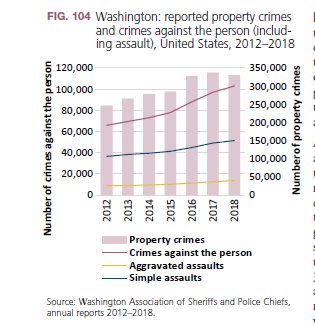 FIG. 104 Washington: reported property crimes
and crimes against the person (includ-
ing assault), United States, 2012–2018
Number of crimes against the person
120,000
100,000
80,000
60,000
40,000
20,000
0
350,000
300,000
250,000
200,000
150,000
100,000
50,000
0
Number of property crimes
2012
2013
2014
2015
2016
2017
2018
Property crimes
Crimes against the person
Aggravated assaults
Simple assaults
Source: Washington Association of Sheriffs and Police Chiefs,
annual reports 2012–2018.